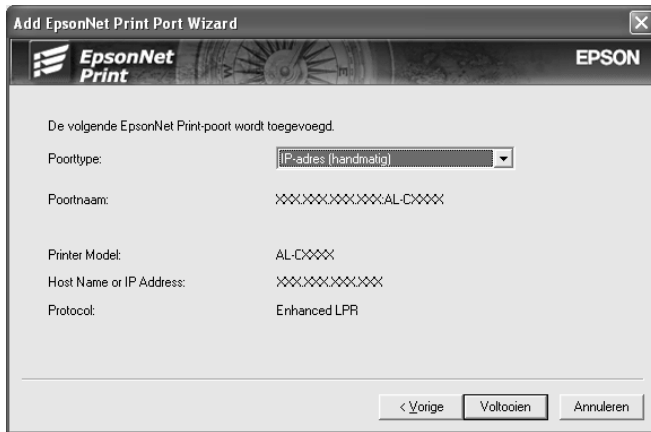 Add EpsonNet Print Port Wizard
EpsonNet
Print
EPSON
De volgende EpsonNet Print-poort wordt toegevoegd.
Poorttype: IP-adres (handmatig)
Poortnaam: XXX.XXX.XXX.XXX:AL-CXXXX
Printer Model: AL-CXXXX
Host Name or IP Address: XXX.XXX.XXX.XXX
Protocol: Enhanced LPR
< Vorige Voltooien Annuleren